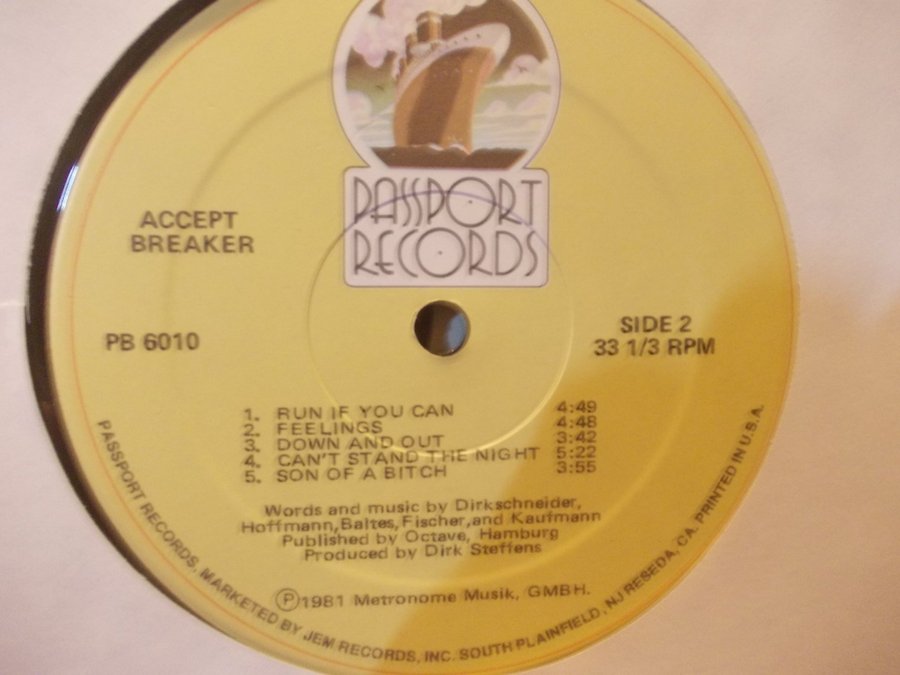 PASSPORT
RECORDS
ACCEPT
BREAKER
PB 6010
SIDE 2
33 1/3 RPM
1. RUN IF YOU CAN 4:49
2. FEELINGS 4:48
3. DOWN AND OUT 3:42
4. CAN'T STAND THE NIGHT 5:22
5. SON OF A BITCH 3:55
Words and music by Dirkschneider,
Hoffmann, Baltes, Fischer, and Kaufmann
Published by Octave, Hamburg
Produced by Dirk Steffens
Ⓟ1981 Metronome Musik, GMBH.
PASSPORT RECORDS, MARKETED BY JEM RECORDS, INC. SOUTH PLAINFIELD, NJ RESEDA, CA. PRINTED IN U.S.A.